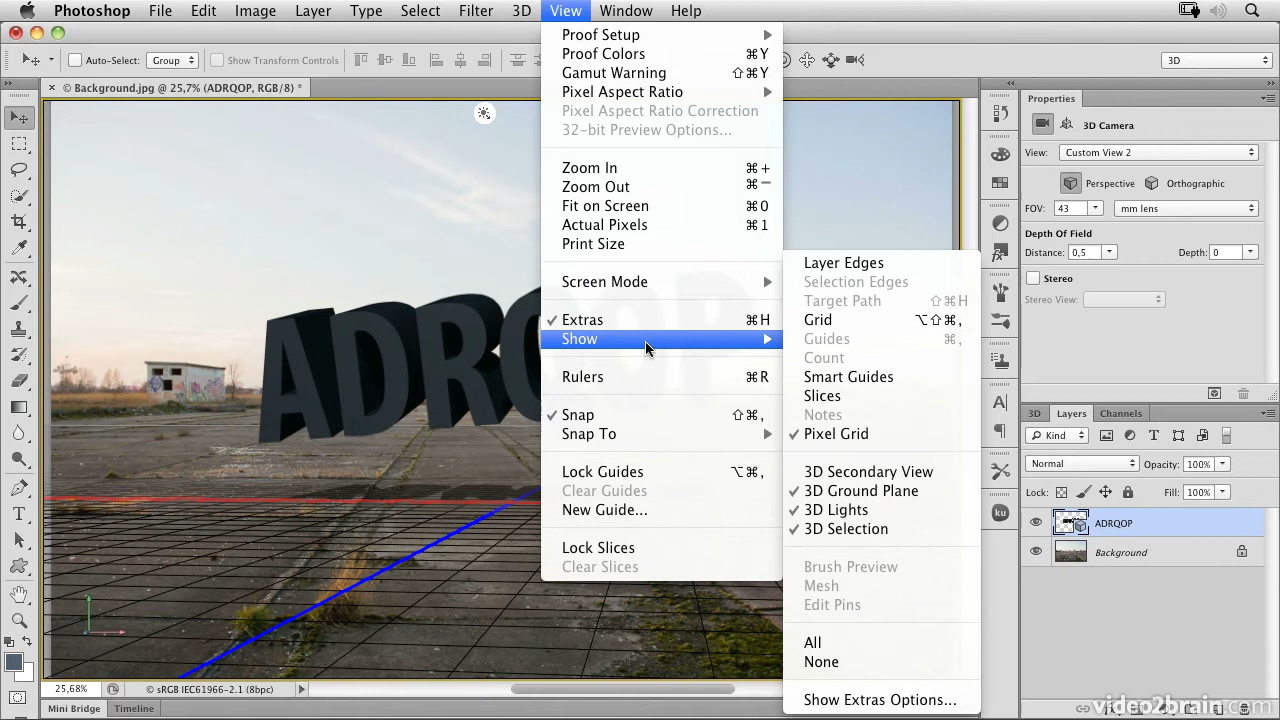 Photoshop File Edit Image Layer Type Select Filter 3D View Window Help
Auto-Select: Group Show Transform Controls 3D
× © Background.jpg @ 25,7% (ADRQOP, RGB/8) *
Proof Setup
Proof Colors ⌘Y
Gamut Warning ⇧⌘Y
Pixel Aspect Ratio
Pixel Aspect Ratio Correction
32-bit Preview Options...
Zoom In ⌘+
Zoom Out ⌘−
Fit on Screen ⌘0
Actual Pixels ⌘1
Print Size
Screen Mode
✓ Extras ⌘H
Show
Rulers ⌘R
✓ Snap ⇧⌘,
Snap To
Lock Guides ⌥⌘,
Clear Guides
New Guide...
Lock Slices
Clear Slices
Layer Edges
Selection Edges
Target Path ⇧⌘H
Grid ⌥⇧⌘,
Guides ⌘,
Count
Smart Guides
Slices
Notes
✓ Pixel Grid
3D Secondary View
✓ 3D Ground Plane
✓ 3D Lights
✓ 3D Selection
Brush Preview
Mesh
Edit Pins
All
None
Show Extras Options...
ADRQOP
Properties
3D Camera
View: Custom View 2
Perspective Orthographic
FOV: 43 mm lens
Depth Of Field
Distance: 0,5 Depth: 0
Stereo
Stereo View:
3D Layers Channels
Kind
Normal Opacity: 100%
Lock: Fill: 100%
ADRQOP
Background
ku
25,68% © sRGB IEC61966-2.1 (8bpc)
Mini Bridge Timeline
video2brain.com